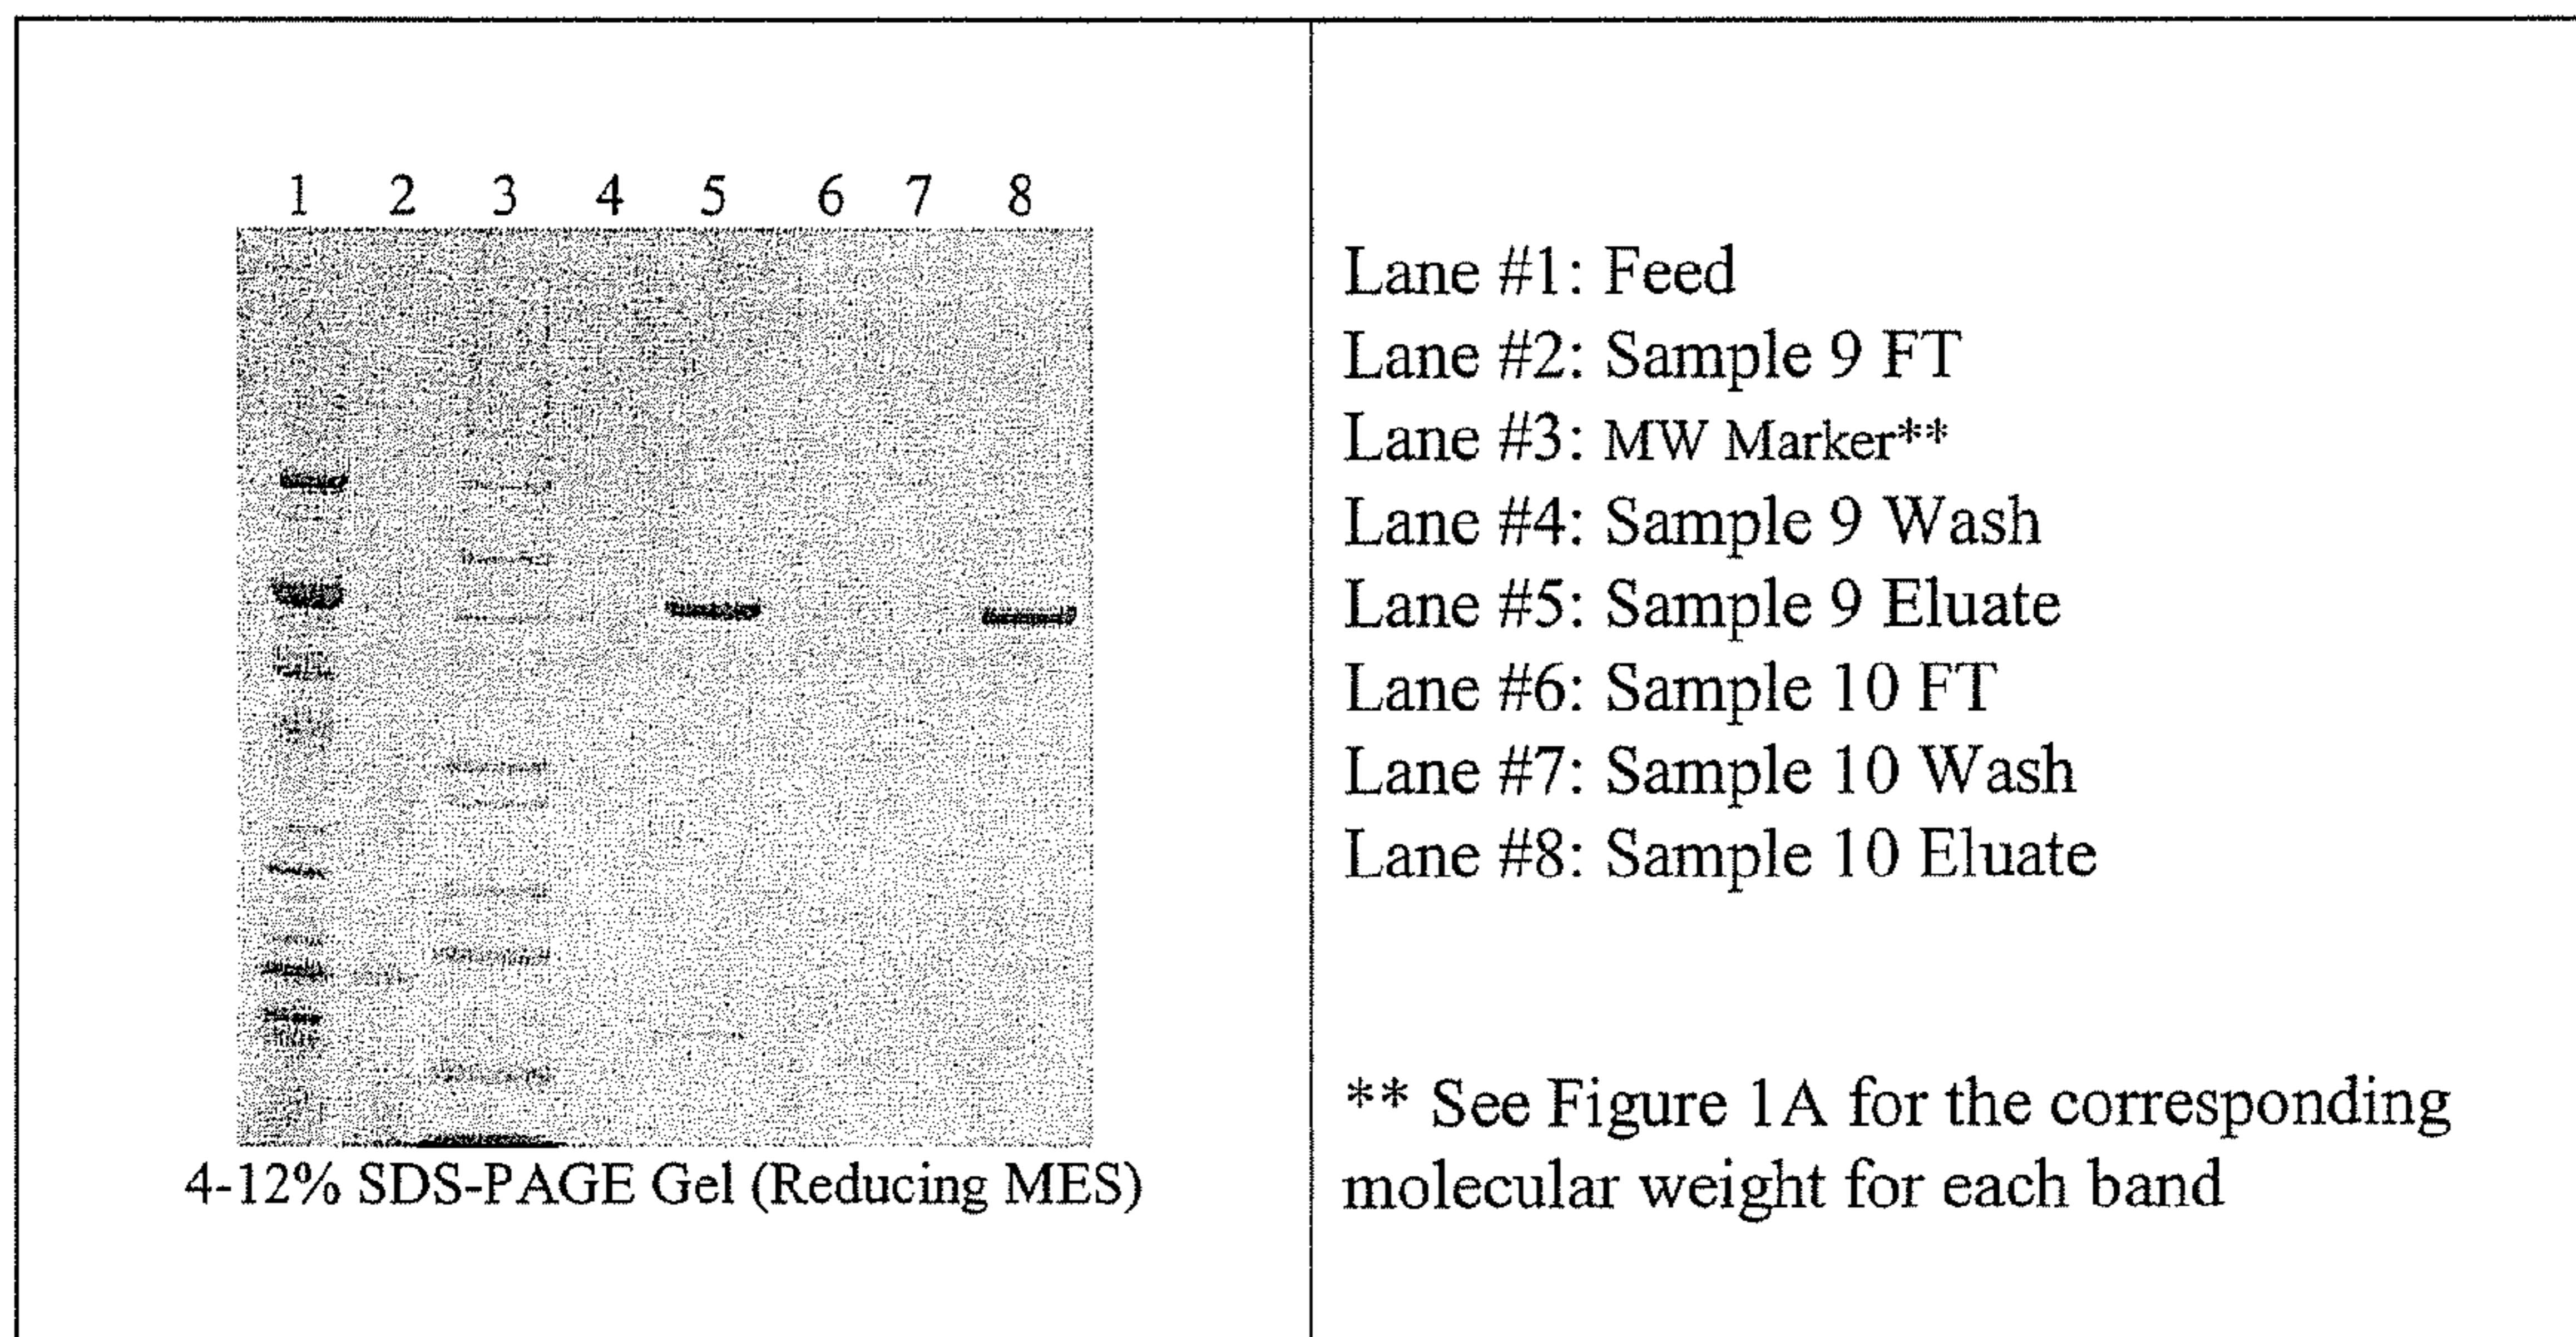 1 2 3 4 5 6 7 8
4-12% SDS-PAGE Gel (Reducing MES)
Lane #1: Feed
Lane #2: Sample 9 FT
Lane #3: MW Marker**
Lane #4: Sample 9 Wash
Lane #5: Sample 9 Eluate
Lane #6: Sample 10 FT
Lane #7: Sample 10 Wash
Lane #8: Sample 10 Eluate
** See Figure 1A for the corresponding
molecular weight for each band